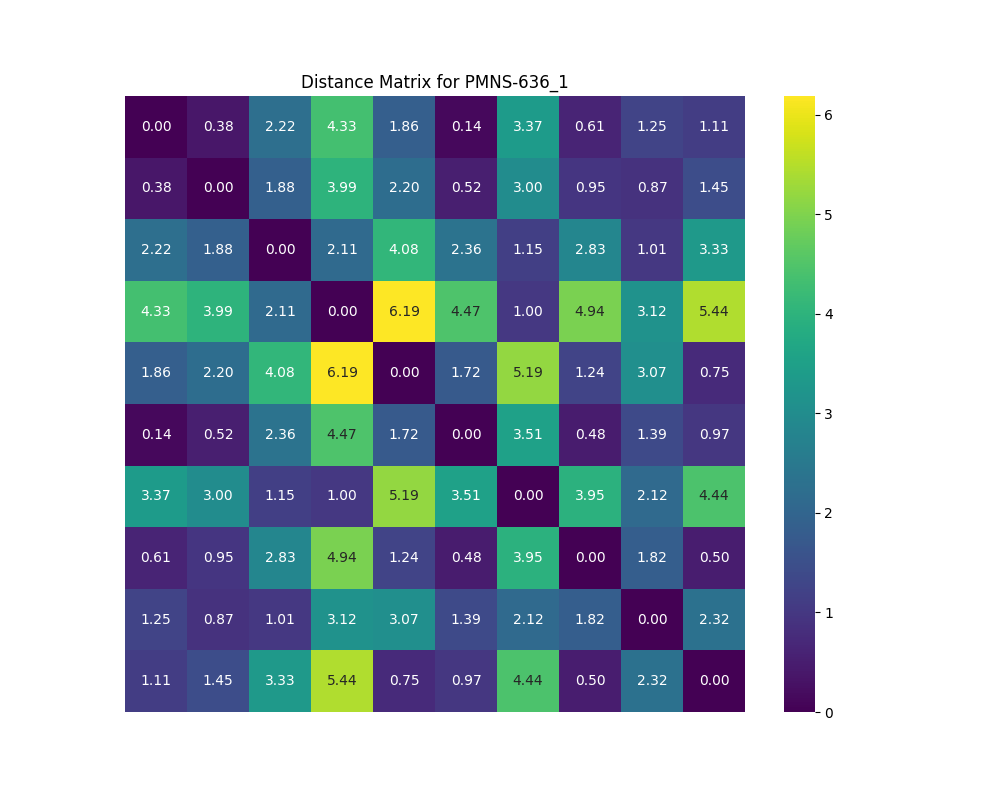 Distance Matrix for PMNS-636_1
0.00 0.38 2.22 4.33 1.86 0.14 3.37 0.61 1.25 1.11
0.38 0.00 1.88 3.99 2.20 0.52 3.00 0.95 0.87 1.45
2.22 1.88 0.00 2.11 4.08 2.36 1.15 2.83 1.01 3.33
4.33 3.99 2.11 0.00 6.19 4.47 1.00 4.94 3.12 5.44
1.86 2.20 4.08 6.19 0.00 1.72 5.19 1.24 3.07 0.75
0.14 0.52 2.36 4.47 1.72 0.00 3.51 0.48 1.39 0.97
3.37 3.00 1.15 1.00 5.19 3.51 0.00 3.95 2.12 4.44
0.61 0.95 2.83 4.94 1.24 0.48 3.95 0.00 1.82 0.50
1.25 0.87 1.01 3.12 3.07 1.39 2.12 1.82 0.00 2.32
1.11 1.45 3.33 5.44 0.75 0.97 4.44 0.50 2.32 0.00
6
5
4
3
2
1
0